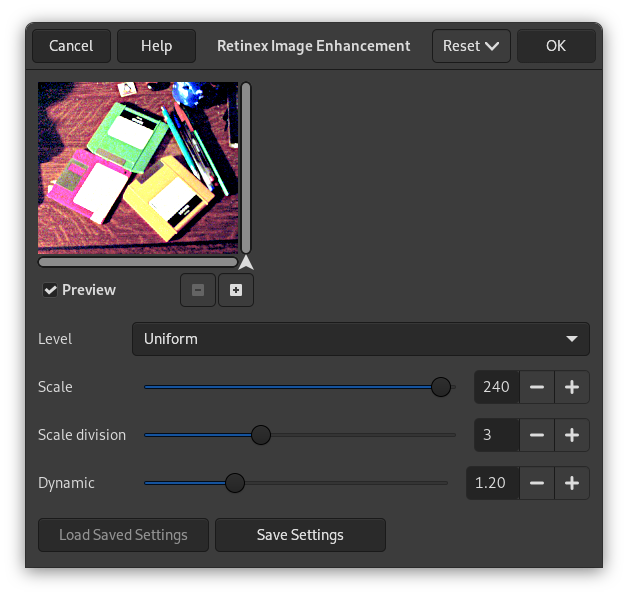 Cancel Help Retinex Image Enhancement Reset OK
Preview
Level Uniform
Scale 240
Scale division 3
Dynamic 1.20
Load Saved Settings Save Settings